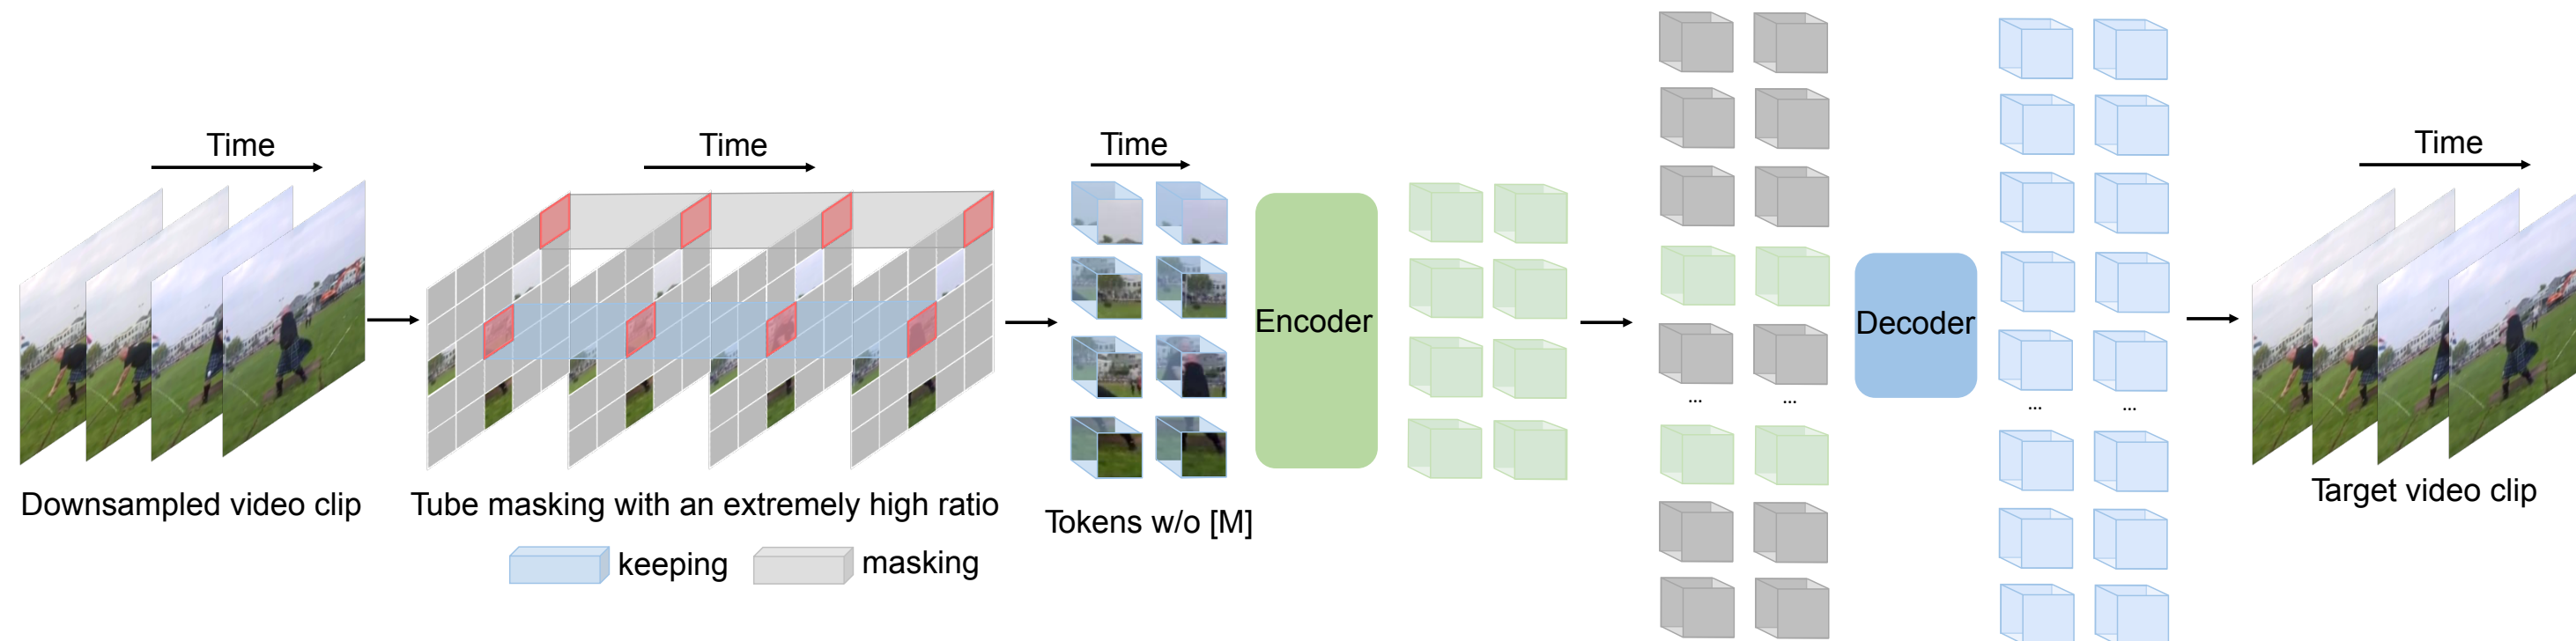 Time
Time
Time
Time
Encoder
Decoder
...
...
...
...
Downsampled video clip
Tube masking with an extremely high ratio
Tokens w/o [M]
Target video clip
keeping
masking